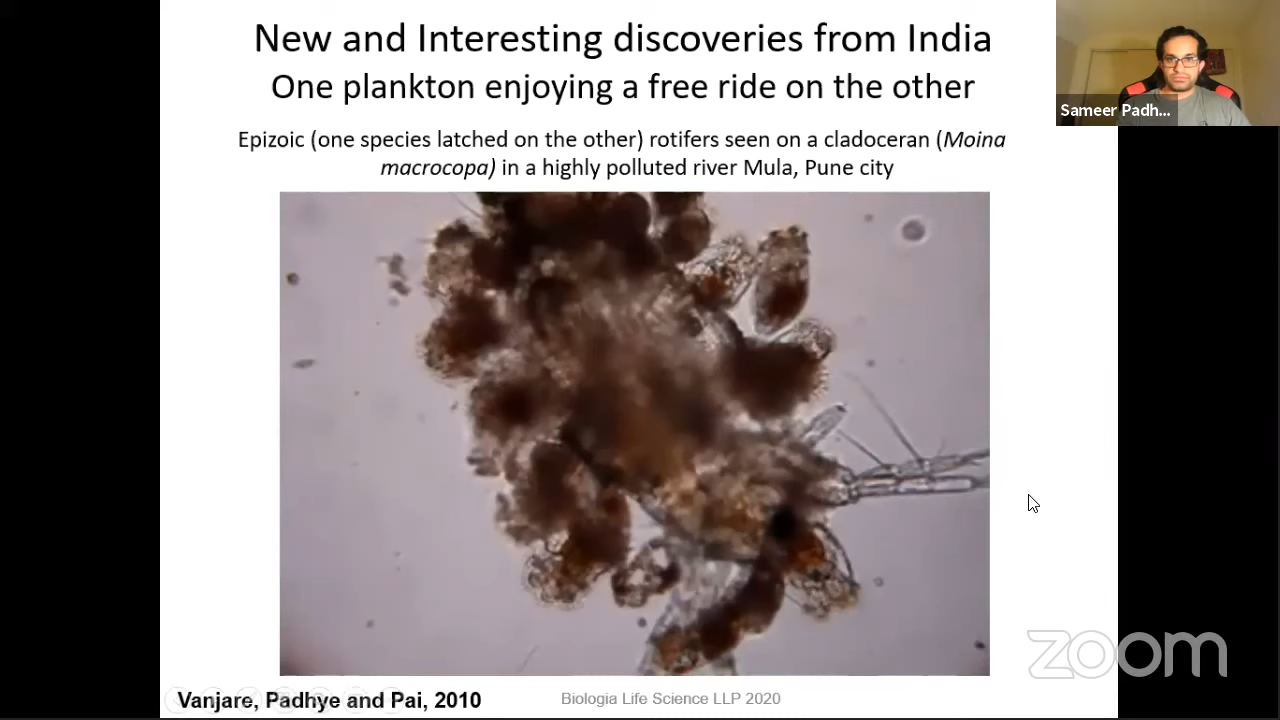 New and Interesting discoveries from India
One plankton enjoying a free ride on the other
Epizoic (one species latched on the other) rotifers seen on a cladoceran (Moina
macrocopa) in a highly polluted river Mula, Pune city
Sameer Padh...
zoom
Vanjare, Padhye and Pai, 2010
Biologia Life Science LLP 2020